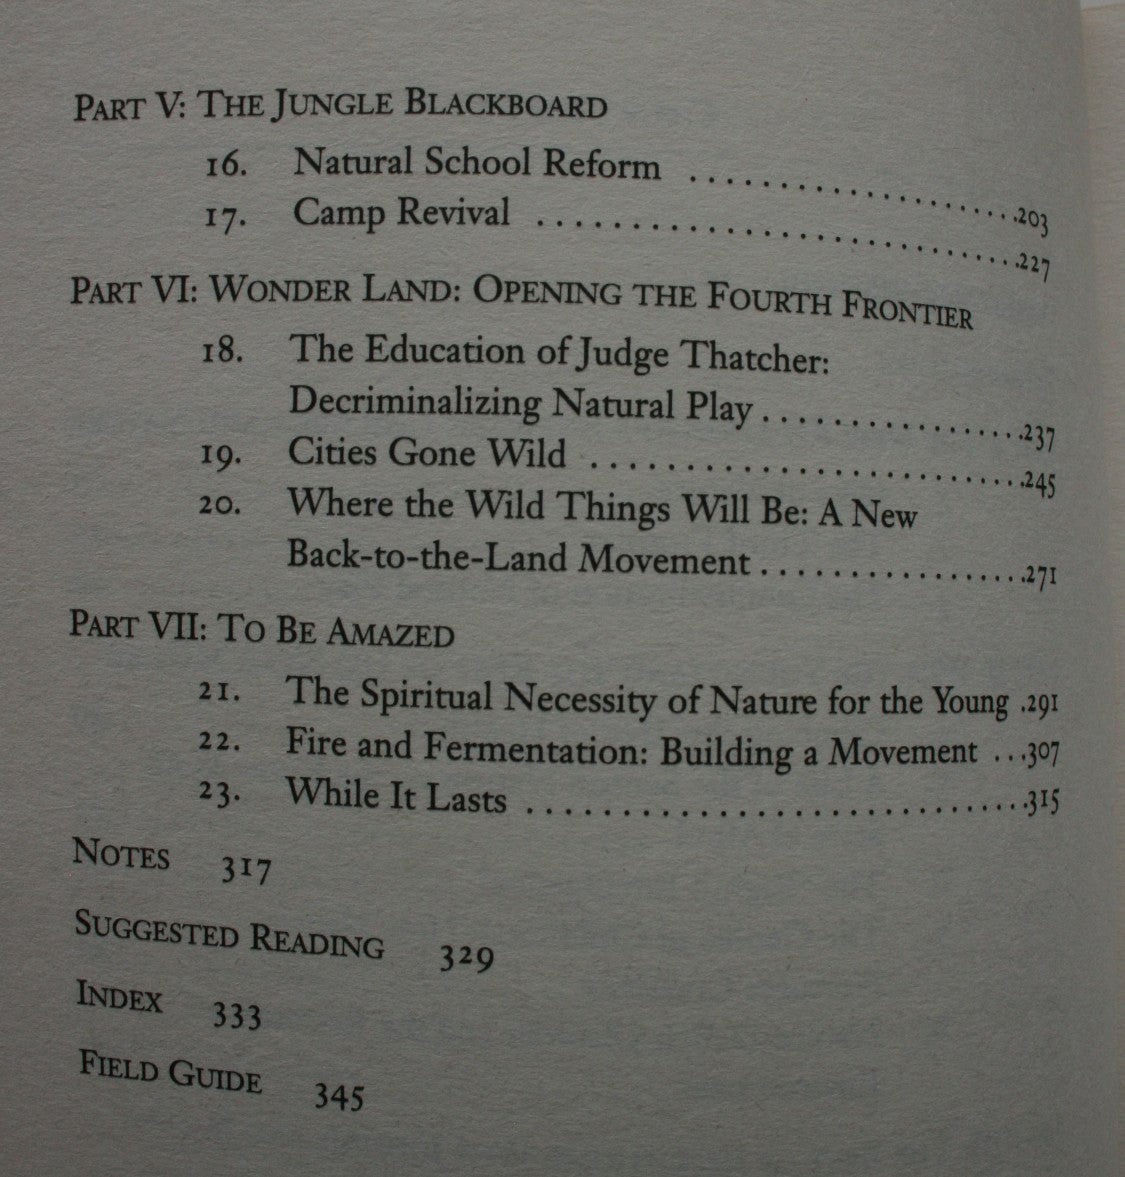 PART V: THE JUNGLE BLACKBOARD
16. Natural School Reform ....................203
17. Camp Revival ..........................227
PART VI: WONDER LAND: OPENING THE FOURTH FRONTIER
18. The Education of Judge Thatcher:
Decriminalizing Natural Play.................237
19. Cities Gone Wild .........................245
20. Where the Wild Things Will Be: A New
Back-to-the-Land Movement.................271
PART VII: TO BE AMAZED
21. The Spiritual Necessity of Nature for the Young .291
22. Fire and Fermentation: Building a Movement ...307
23. While It Lasts .............................315
NOTES 317
SUGGESTED READING 329
INDEX 333
FIELD GUIDE 345